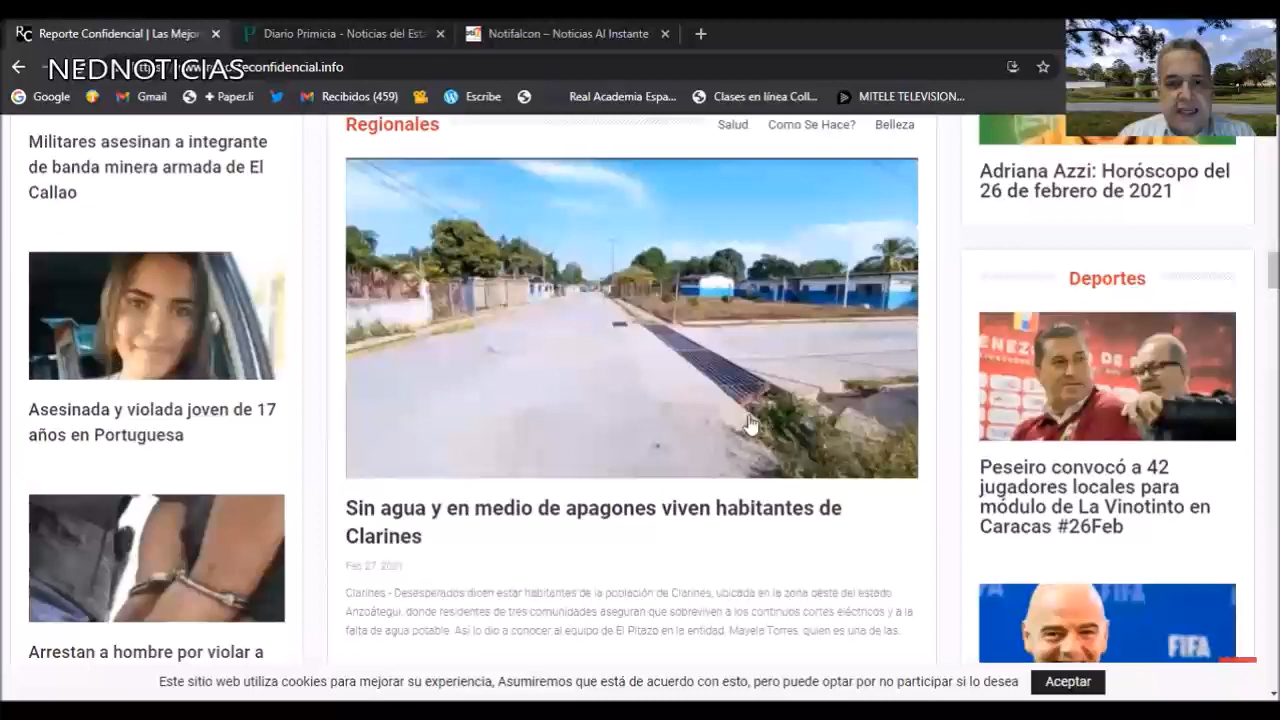 Reporte Confidencial | Las Mejo
Diario Primicia - Noticias del Est
Notifalcon – Noticias Al Instante
NEDNOTICIAS
econfidencial.info
Google
Gmail
+ Paper.li
Recibidos (459)
Escribe
Real Academia Espa...
Clases en línea Coll...
MITELE TELEVISION...
Militares asesinan a integrante
de banda minera armada de El
Callao
Asesinada y violada joven de 17
años en Portuguesa
Arrestan a hombre por violar a
Regionales
Salud
Como Se Hace?
Belleza
Sin agua y en medio de apagones viven habitantes de
Clarines
Feb 27, 2021
Clarines - Desesperados dicen estar habitantes de la población de Clarines, ubicada en la zona oeste del estado
Anzoátegui, donde residentes de tres comunidades aseguran que sobreviven a los continuos cortes eléctricos y a la
falta de agua potable. Así lo dio a conocer al equipo de El Pitazo en la entidad, Mayela Torres, quien es una de las.
Adriana Azzi: Horóscopo del
26 de febrero de 2021
Deportes
Peseiro convocó a 42
jugadores locales para
módulo de La Vinotinto en
Caracas #26Feb
FIFA
Este sitio web utiliza cookies para mejorar su experiencia, Asumiremos que está de acuerdo con esto, pero puede optar por no participar si lo desea
Aceptar